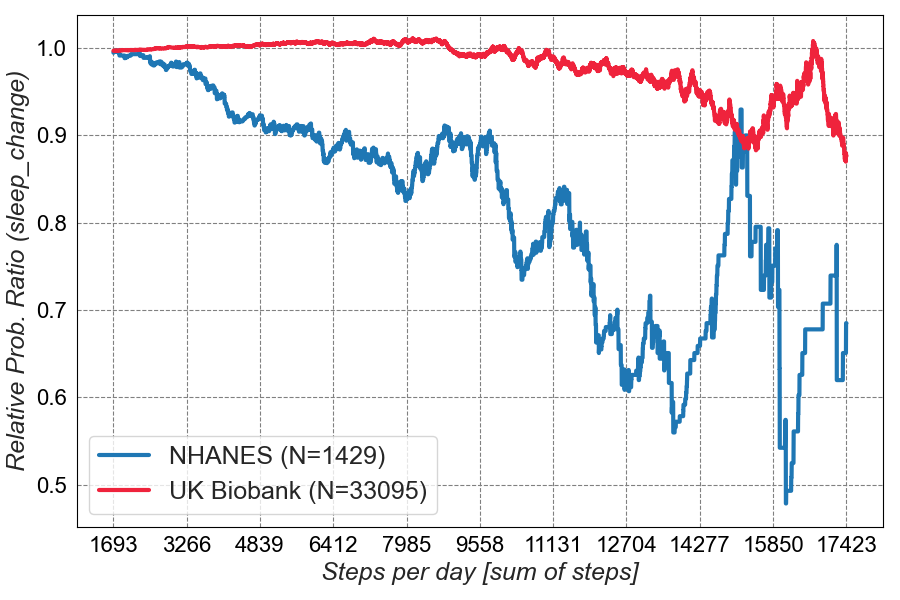 Relative Prob. Ratio (sleep_change)
1.0
0.9
0.8
0.7
0.6
0.5
NHANES (N=1429)
UK Biobank (N=33095)
1693 3266 4839 6412 7985 9558 11131 12704 14277 15850 17423
Steps per day [sum of steps]